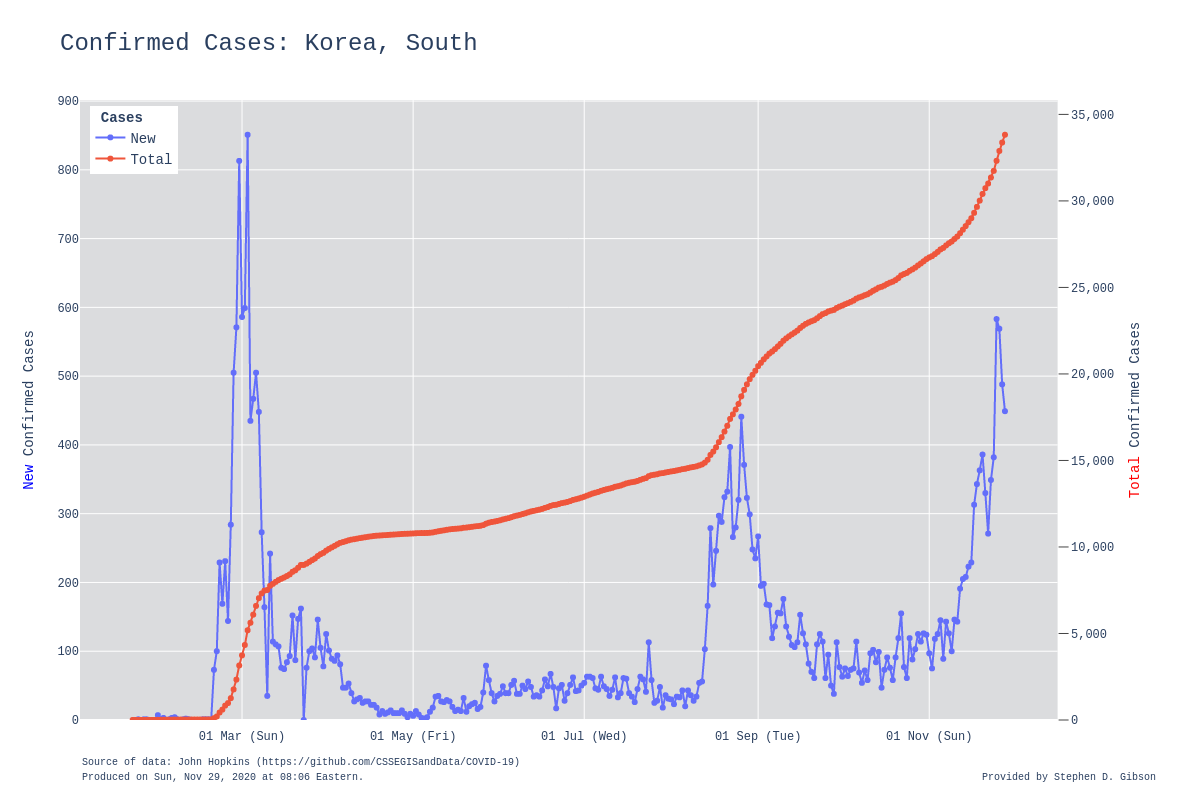 Confirmed Cases: Korea, South
Cases
New
Total
900
800
700
600
500
400
300
200
100
0
New Confirmed Cases
35,000
30,000
25,000
20,000
15,000
10,000
5,000
0
Total Confirmed Cases
01 Mar (Sun) 01 May (Fri) 01 Jul (Wed) 01 Sep (Tue) 01 Nov (Sun)
Source of data: John Hopkins (https://github.com/CSSEGISandData/COVID-19)
Produced on Sun, Nov 29, 2020 at 08:06 Eastern.
Provided by Stephen D. Gibson